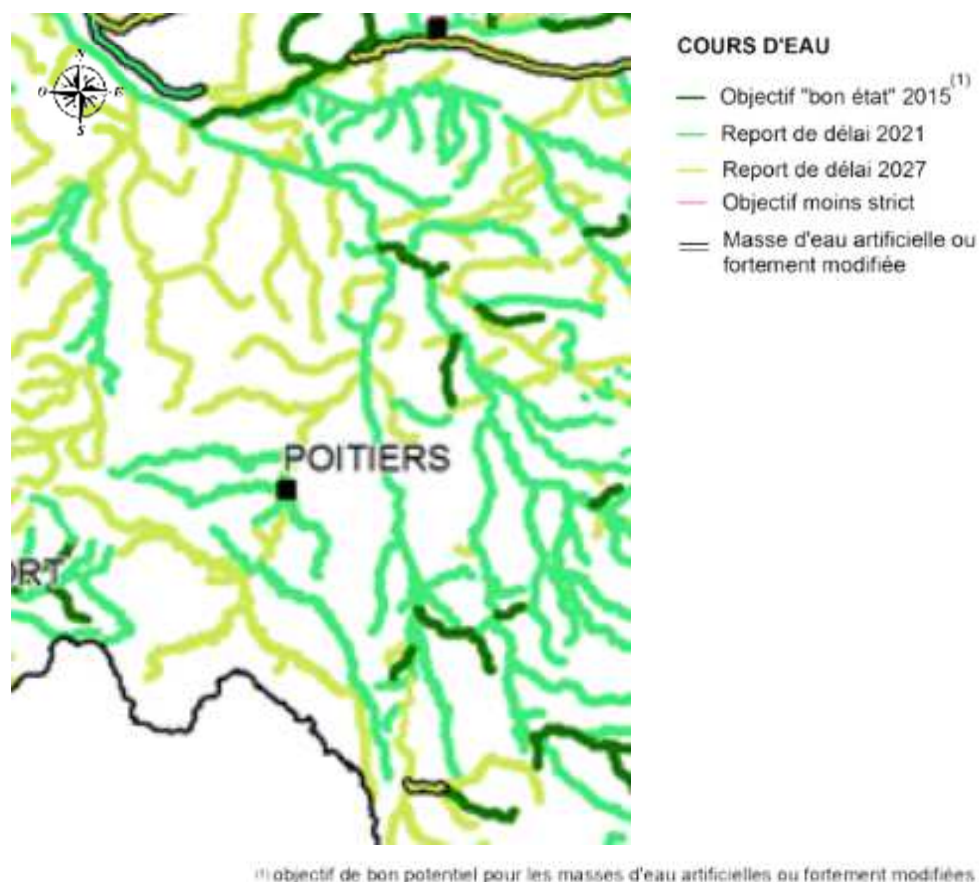 N
O E
S
POITIERS
ORT
COURS D'EAU
Objectif "bon état" 2015 (1)
Report de délai 2021
Report de délai 2027
Objectif moins strict
Masse d'eau artificielle ou
fortement modifiée
(1) objectif de bon potentiel pour les masses d'eau artificielles ou fortement modifiées